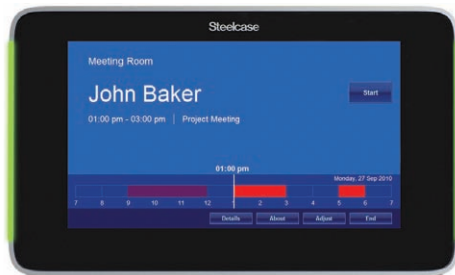 Steelcase
Meeting Room
John Baker
Start
01:00 pm - 03:00 pm | Project Meeting
01:00 pm
Monday, 27 Sep 2010
7 8 9 10 11 12 1 2 3 4 5 6 7
Details About Adjust End